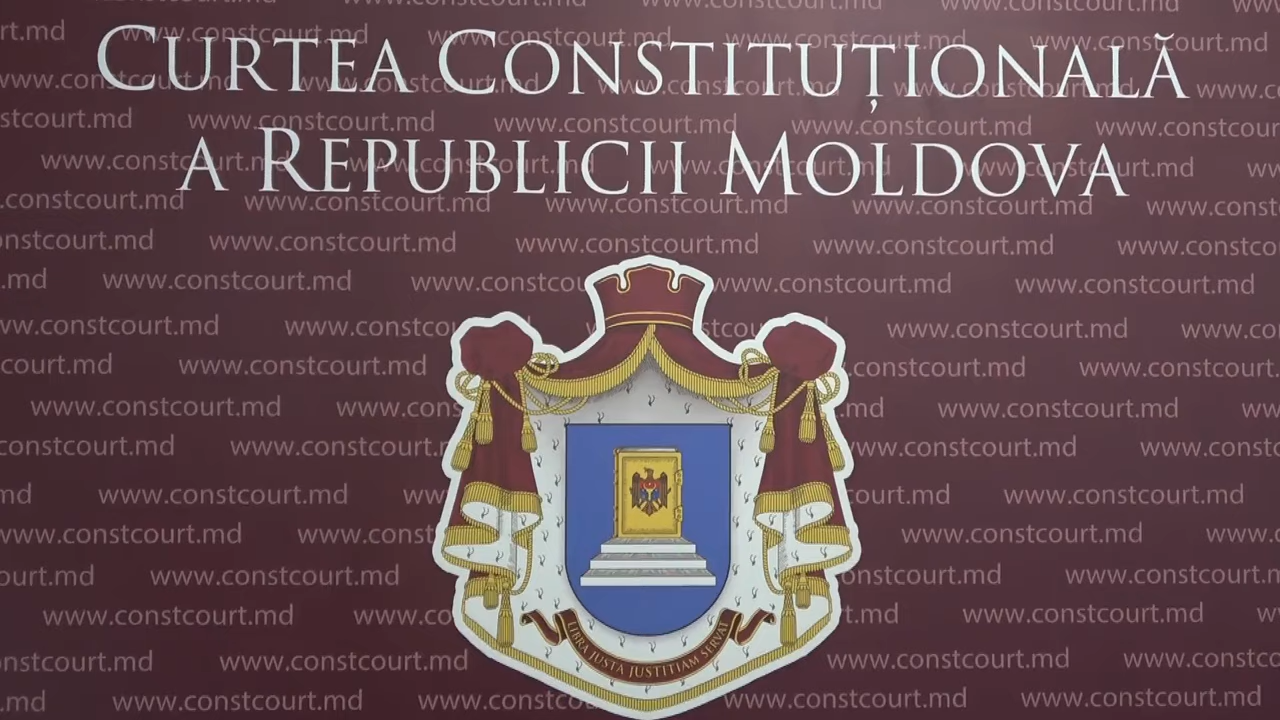 CURTEA CONSTITUȚIONALĂ
A REPUBLICII MOLDOVA
www.constcourt.md
LIBRA JUSTA JUSTITIAM SERVAT